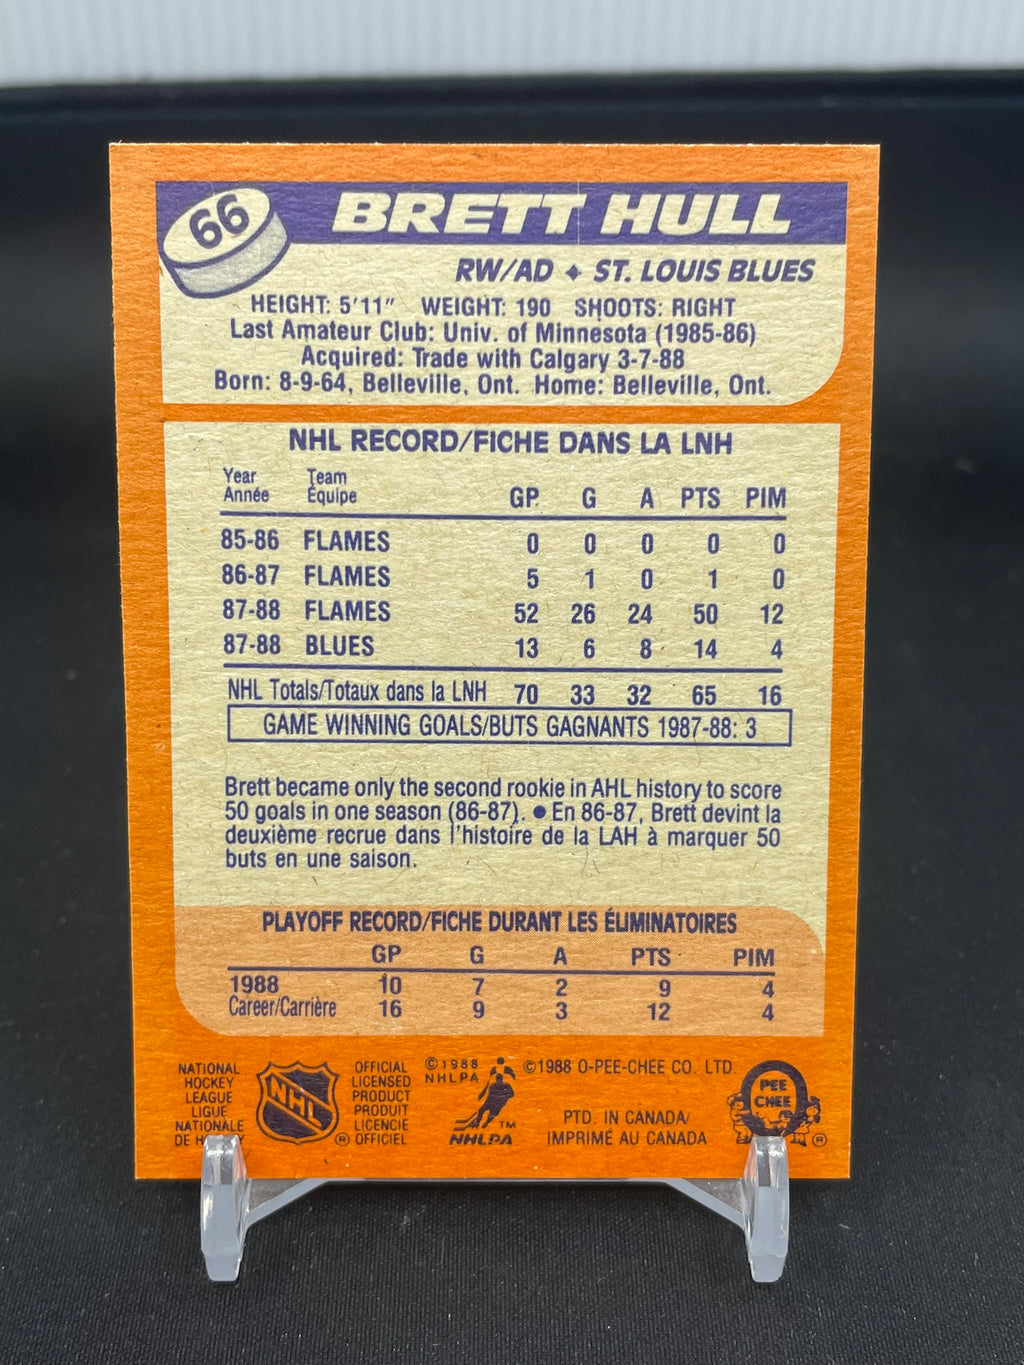 66
BRETT HULL
RW/AD ♦ ST. LOUIS BLUES
HEIGHT: 5'11" WEIGHT: 190 SHOOTS: RIGHT
Last Amateur Club: Univ. of Minnesota (1985-86)
Acquired: Trade with Calgary 3-7-88
Born: 8-9-64, Belleville, Ont. Home: Belleville, Ont.
NHL RECORD/FICHE DANS LA LNH
Year Team
Année Équipe GP G A PTS PIM
85-86 FLAMES 0 0 0 0 0
86-87 FLAMES 5 1 0 1 0
87-88 FLAMES 52 26 24 50 12
87-88 BLUES 13 6 8 14 4
NHL Totals/Totaux dans la LNH 70 33 32 65 16
GAME WINNING GOALS/BUTS GAGNANTS 1987-88: 3
Brett became only the second rookie in AHL history to score
50 goals in one season (86-87). ● En 86-87, Brett devint la
deuxième recrue dans l'histoire de la LAH à marquer 50
buts en une saison.
PLAYOFF RECORD/FICHE DURANT LES ÉLIMINATOIRES
GP G A PTS PIM
1988 10 7 2 9 4
Career/Carrière 16 9 3 12 4
NATIONAL
HOCKEY
LEAGUE
LIGUE
NATIONALE
DE HOCKEY
NHL
®
OFFICIAL
LICENSED
PRODUCT
PRODUIT
LICENCIE
OFFICIEL
©1988
NHLPA
TM
NHLPA
©1988 O-PEE-CHEE CO. LTD.
PTD. IN CANADA/
IMPRIMÉ AU CANADA
PEE
CHEE
®